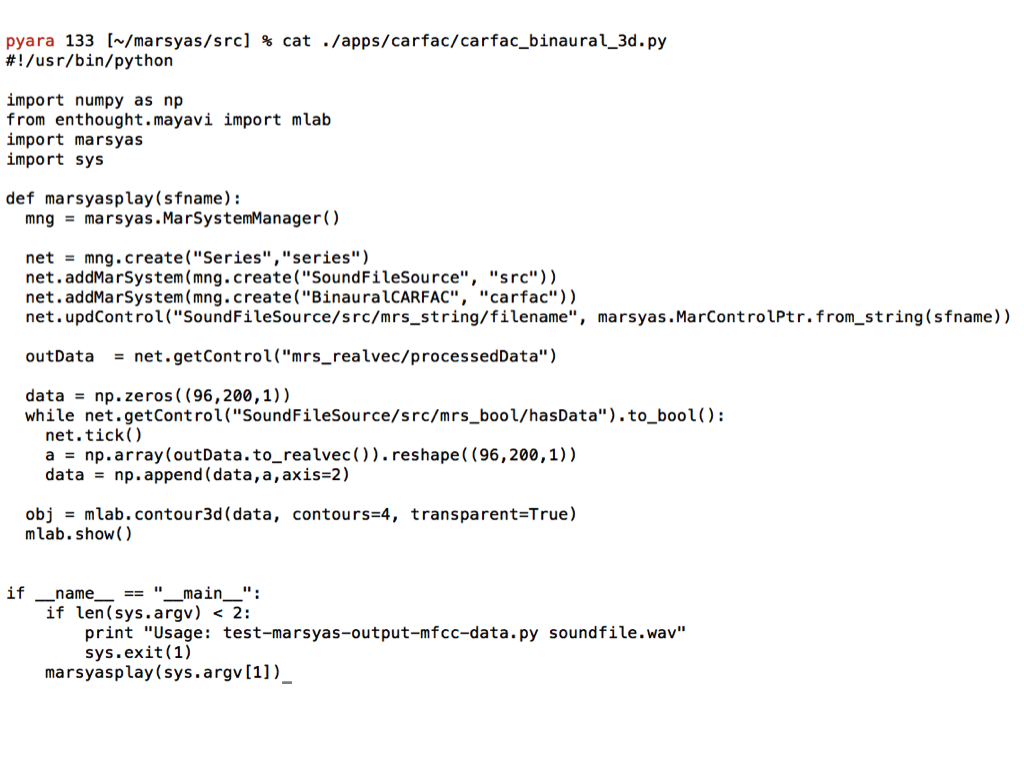 pyara 133 [~/marsyas/src] % cat ./apps/carfac/carfac_binaural_3d.py
#!/usr/bin/python

import numpy as np
from enthought.mayavi import mlab
import marsyas
import sys

def marsyasplay(sfname):
  mng = marsyas.MarSystemManager()

  net = mng.create("Series","series")
  net.addMarSystem(mng.create("SoundFileSource", "src"))
  net.addMarSystem(mng.create("BinauralCARFAC", "carfac"))
  net.updControl("SoundFileSource/src/mrs_string/filename", marsyas.MarControlPtr.from_string(sfname))

  outData  = net.getControl("mrs_realvec/processedData")

  data = np.zeros((96,200,1))
  while net.getControl("SoundFileSource/src/mrs_bool/hasData").to_bool():
    net.tick()
    a = np.array(outData.to_realvec()).reshape((96,200,1))
    data = np.append(data,a,axis=2)

  obj = mlab.contour3d(data, contours=4, transparent=True)
  mlab.show()


if __name__ == "__main__":
    if len(sys.argv) < 2:
        print "Usage: test-marsyas-output-mfcc-data.py soundfile.wav"
        sys.exit(1)
    marsyasplay(sys.argv[1])_